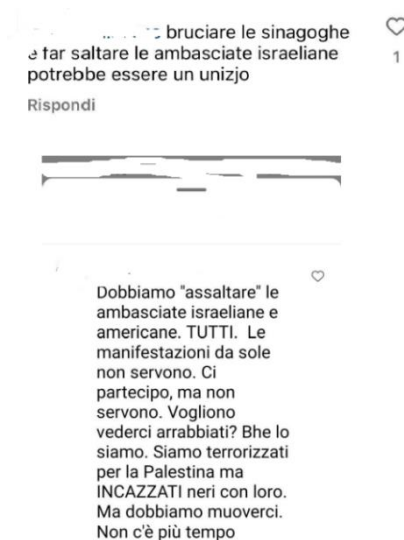 bruciare le sinagoghe
e far saltare le ambasciate israeliane
potrebbe essere un unizjo
1
Rispondi
Dobbiamo "assaltare" le
ambasciate israeliane e
americane. TUTTI. Le
manifestazioni da sole
non servono. Ci
partecipo, ma non
servono. Vogliono
vederci arrabbiati? Bhe lo
siamo. Siamo terrorizzati
per la Palestina ma
INCAZZATI neri con loro.
Ma dobbiamo muoverci.
Non c'è più tempo